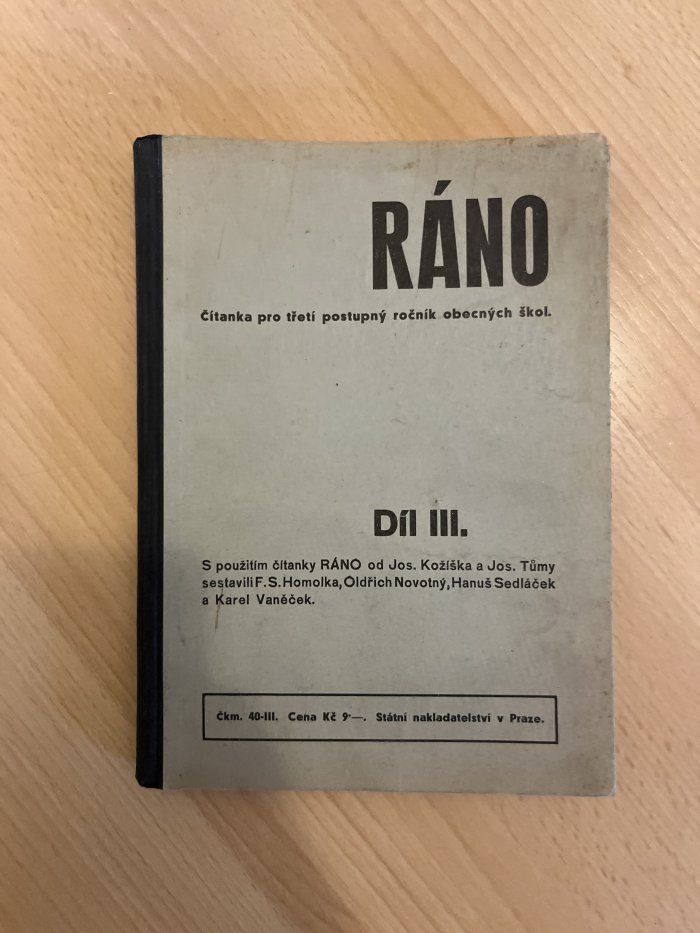 RÁNO
Čítanka pro třetí postupný ročník obecných škol.
Díl III.
S použitím čítanky RÁNO od Jos. Kožíška a Jos. Tůmy
sestavili F. S. Homolka, Oldřich Novotný, Hanuš Sedláček
a Karel Vaněček.
Čkm. 40-III. Cena Kč 9·—. Státní nakladatelství v Praze.